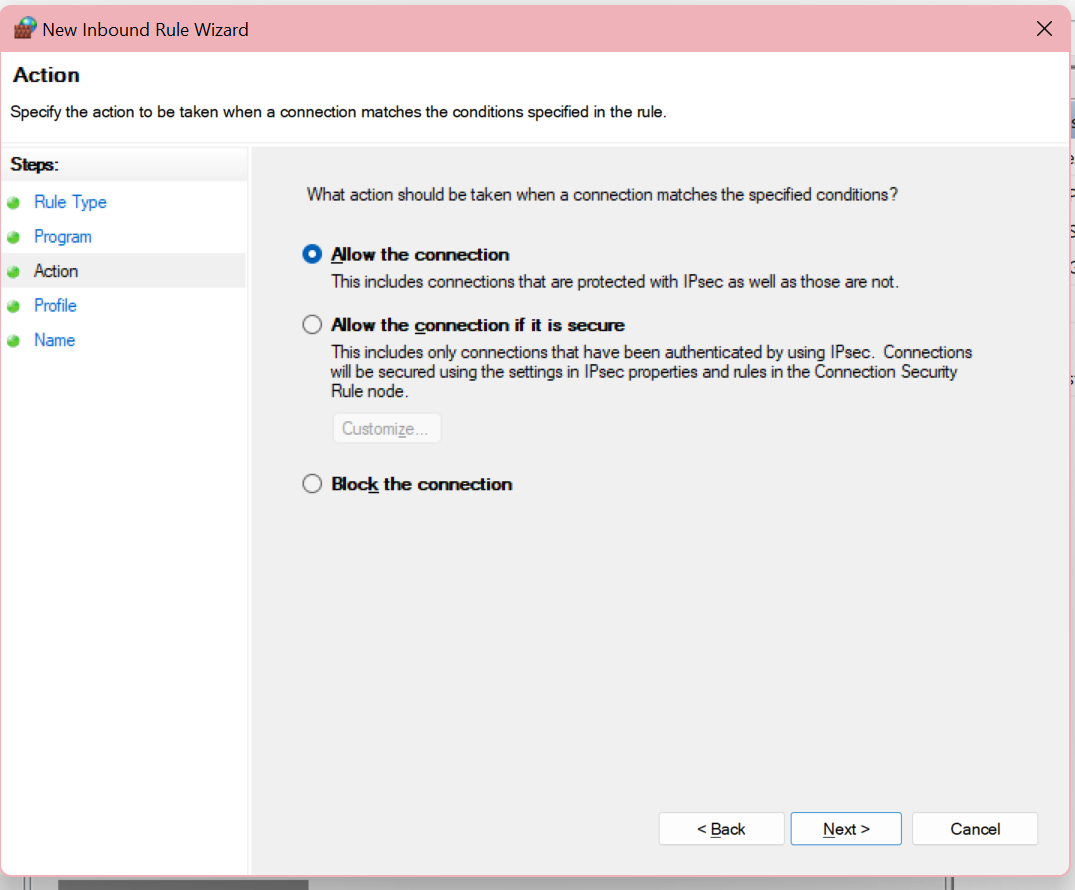 New Inbound Rule Wizard
Action
Specify the action to be taken when a connection matches the conditions specified in the rule.
Steps:
Rule Type
Program
Action
Profile
Name
What action should be taken when a connection matches the specified conditions?
Allow the connection
This includes connections that are protected with IPsec as well as those are not.
Allow the connection if it is secure
This includes only connections that have been authenticated by using IPsec. Connections
will be secured using the settings in IPsec properties and rules in the Connection Security
Rule node.
Customize...
Block the connection
< Back
Next >
Cancel